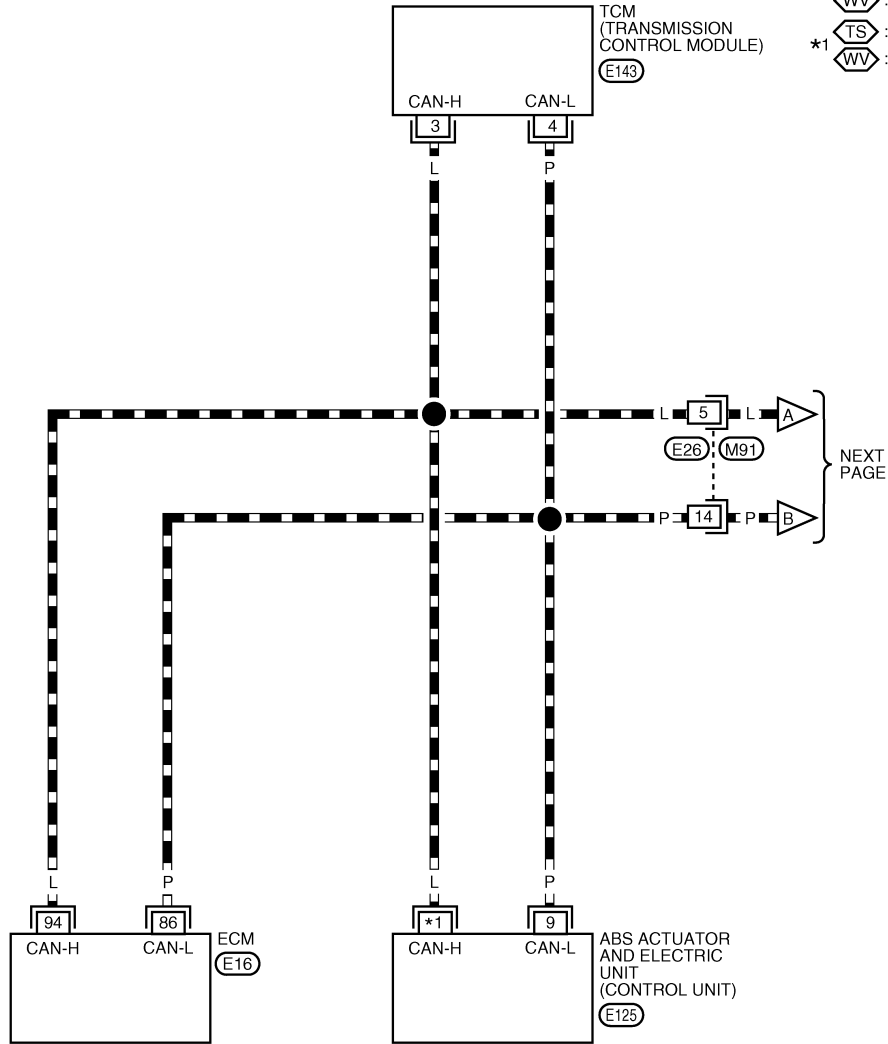 WV :
TCM
(TRANSMISSION
CONTROL MODULE)
E143
*1
TS :
WV :
CAN-H
CAN-L
3
4
L
P
L
5
L
A
E26
M91
NEXT
PAGE
P
14
P
B
L
P
L
P
94
86
*1
9
CAN-H
CAN-L
ECM
E16
CAN-H
CAN-L
ABS ACTUATOR
AND ELECTRIC
UNIT
(CONTROL UNIT)
E125